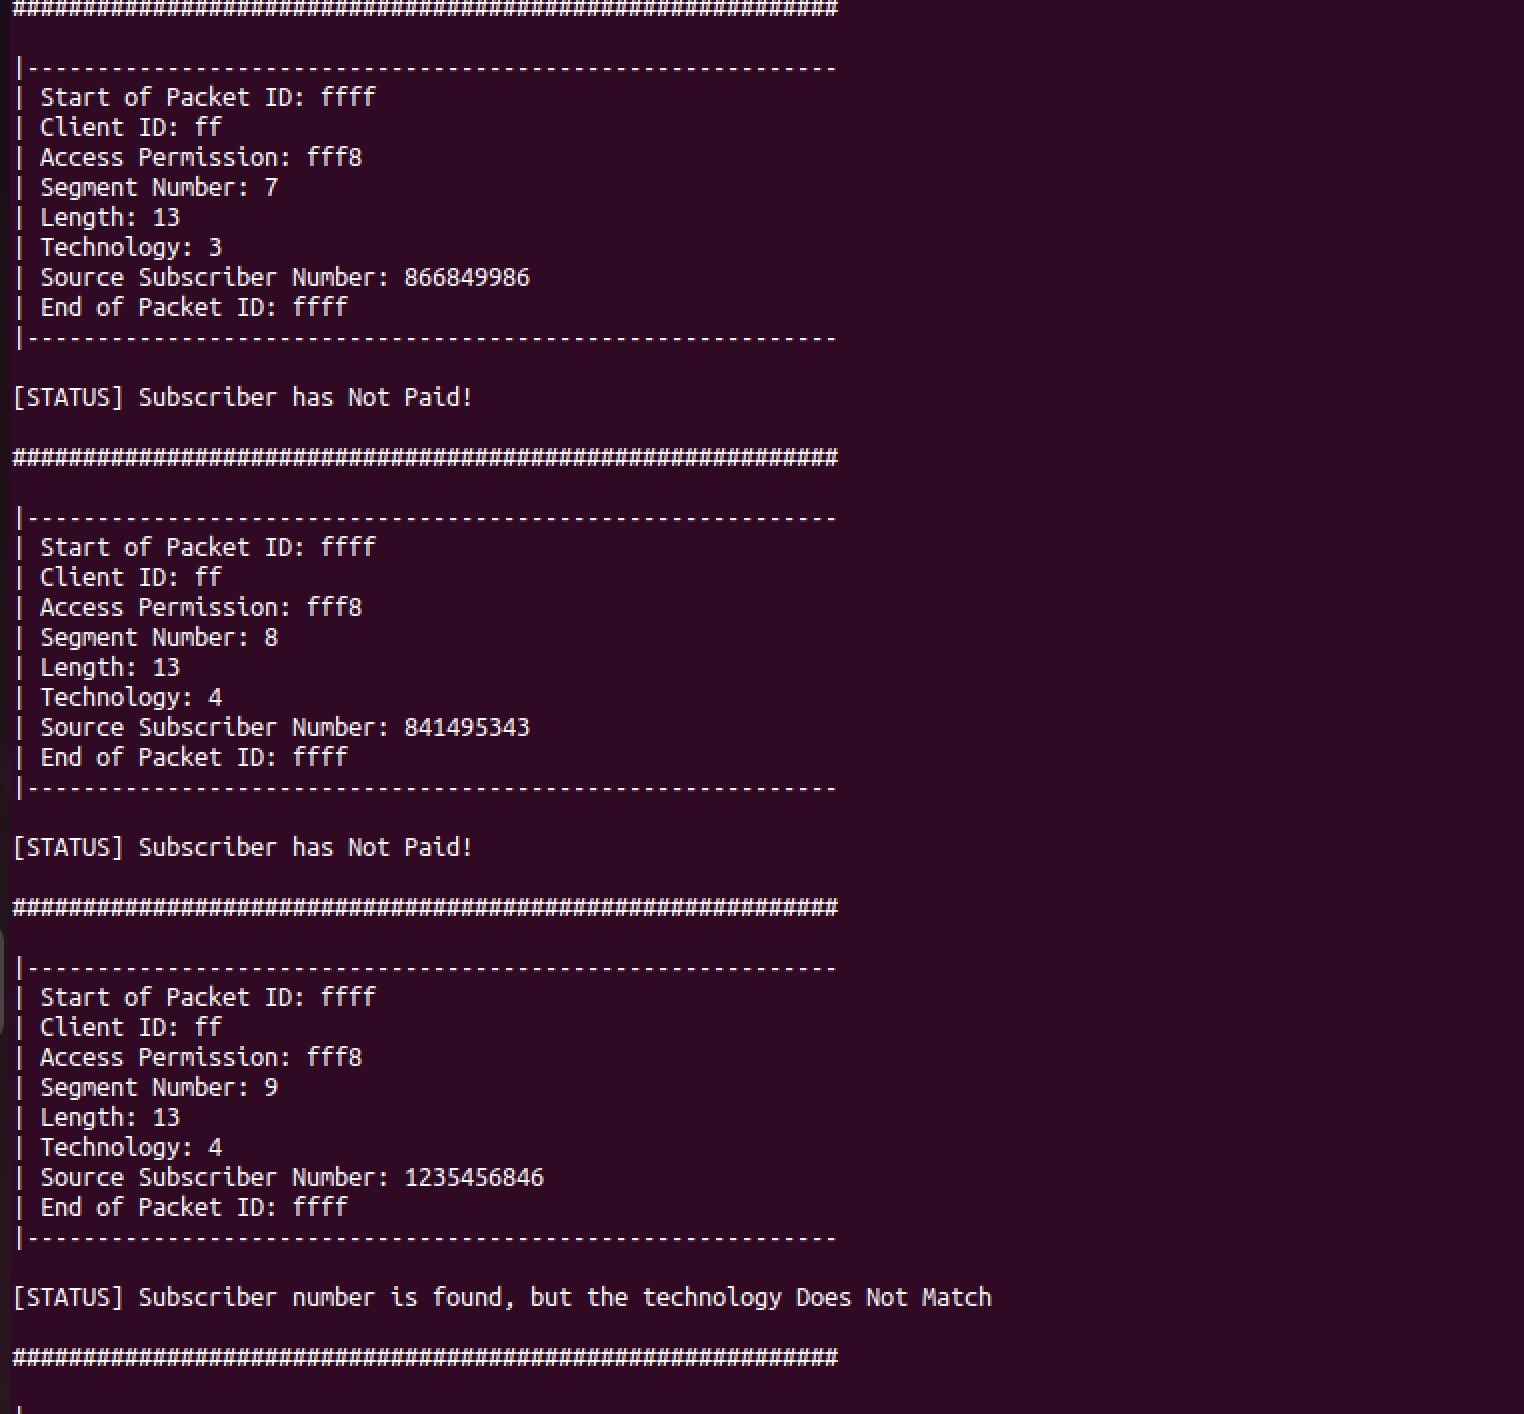 ###########################################################
|----------------------------------------------------------
| Start of Packet ID: ffff
| Client ID: ff
| Access Permission: fff8
| Segment Number: 7
| Length: 13
| Technology: 3
| Source Subscriber Number: 866849986
| End of Packet ID: ffff
|----------------------------------------------------------
[STATUS] Subscriber has Not Paid!
###########################################################
|----------------------------------------------------------
| Start of Packet ID: ffff
| Client ID: ff
| Access Permission: fff8
| Segment Number: 8
| Length: 13
| Technology: 4
| Source Subscriber Number: 841495343
| End of Packet ID: ffff
|----------------------------------------------------------
[STATUS] Subscriber has Not Paid!
###########################################################
|----------------------------------------------------------
| Start of Packet ID: ffff
| Client ID: ff
| Access Permission: fff8
| Segment Number: 9
| Length: 13
| Technology: 4
| Source Subscriber Number: 1235456846
| End of Packet ID: ffff
|----------------------------------------------------------
[STATUS] Subscriber number is found, but the technology Does Not Match
###########################################################